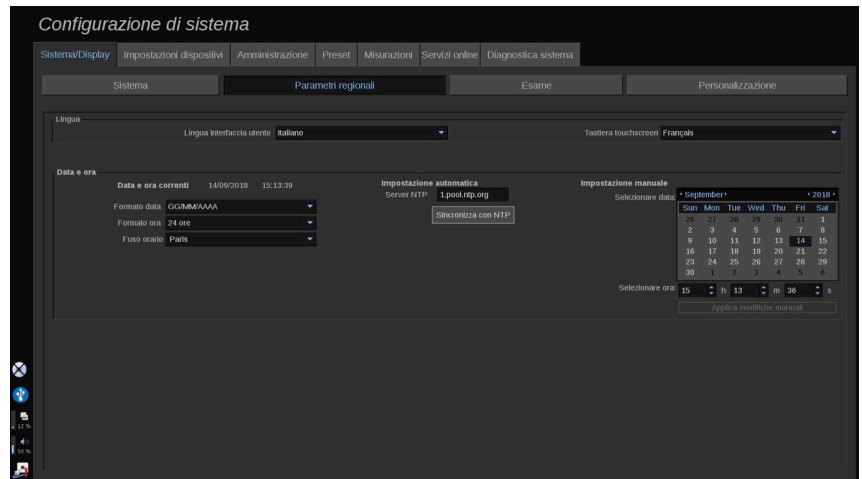 Configurazione di sistema
Sistema/Display Impostazioni dispositivi Amministrazione Preset Misurazioni Servizi online Diagnostica sistema
Sistema Parametri regionali Esame Personalizzazione
Lingua
Lingua interfaccia utente Italiano Tastiera touchscreen Français
Data e ora
Data e ora correnti 14/09/2018 15:13:39 Impostazione automatica Impostazione manuale
Server NTP 1.pool.ntp.org Selezionare data: September 2018
Formato data GG/MM/AAAA Sincronizza con NTP Sun Mon Tue Wed Thu Fri Sat
Formato ora 24 ore 26 27 28 29 30 31 1
Fuso orario Paris 2 3 4 5 6 7 8
9 10 11 12 13 14 15
16 17 18 19 20 21 22
23 24 25 26 27 28 29
30 1 2 3 4 5 6
Selezionare ora: 15 h 13 m 36 s
Applica modifiche manuali
12 %
50 %